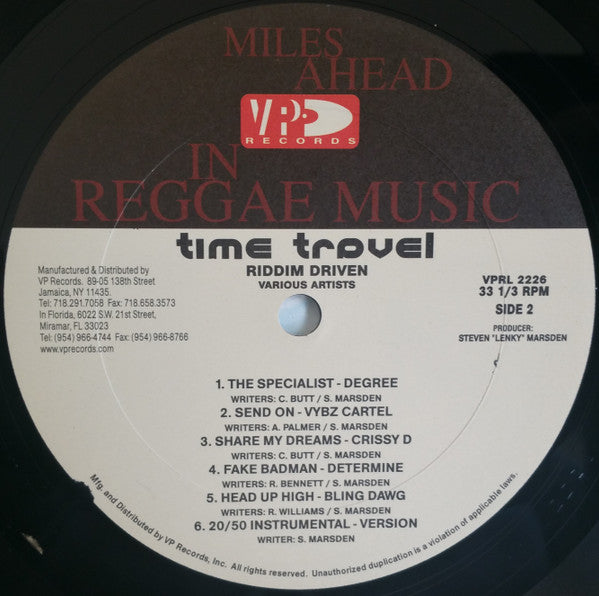 MILES
AHEAD
VP
RECORDS
IN
REGGAE MUSIC
time travel
RIDDIM DRIVEN
VARIOUS ARTISTS
Manufactured & Distributed by
VP Records. 89-05 138th Street
Jamaica, NY 11435.
Tel: 718.291.7058 Fax: 718.658.3573
In Florida, 6022 S.W. 21st Street,
Miramar, FL 33023
Tel: (954) 966-4744 Fax: (954) 966-8766
www.vprecords.com
VPRL 2226
33 1/3 RPM
SIDE 2
PRODUCER:
STEVEN "LENKY" MARSDEN
1. THE SPECIALIST - DEGREE
WRITERS: C. BUTT / S. MARSDEN
2. SEND ON - VYBZ CARTEL
WRITERS: A. PALMER / S. MARSDEN
3. SHARE MY DREAMS - CRISSY D
WRITERS: C. BUTT / S. MARSDEN
4. FAKE BADMAN - DETERMINE
WRITERS: R. BENNETT / S. MARSDEN
5. HEAD UP HIGH - BLING DAWG
WRITERS: R. WILLIAMS / S. MARSDEN
6. 20/50 INSTRUMENTAL - VERSION
WRITER: S. MARSDEN
Mfg. and Distributed by VP Records, Inc. All rights reserved. Unauthorized duplication is a violation of applicable laws.